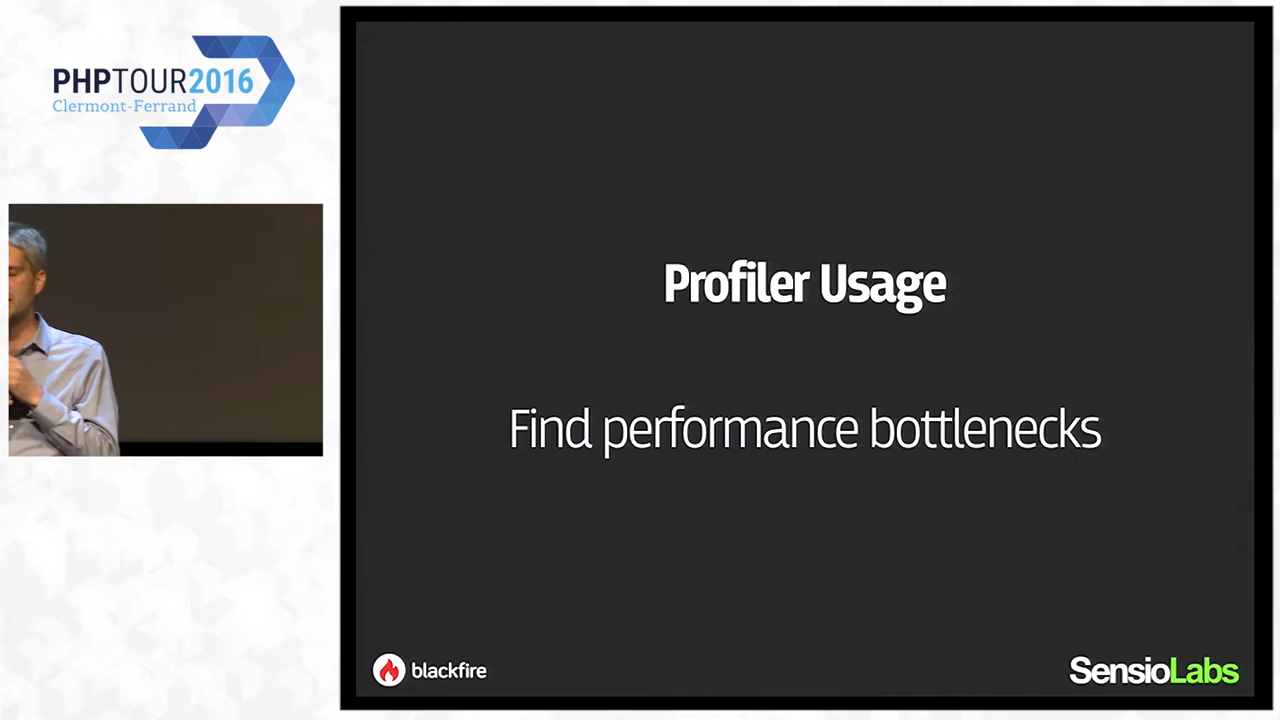 PHPTOUR2016
Clermont-Ferrand
Profiler Usage
Find performance bottlenecks
blackfire
SensioLabs